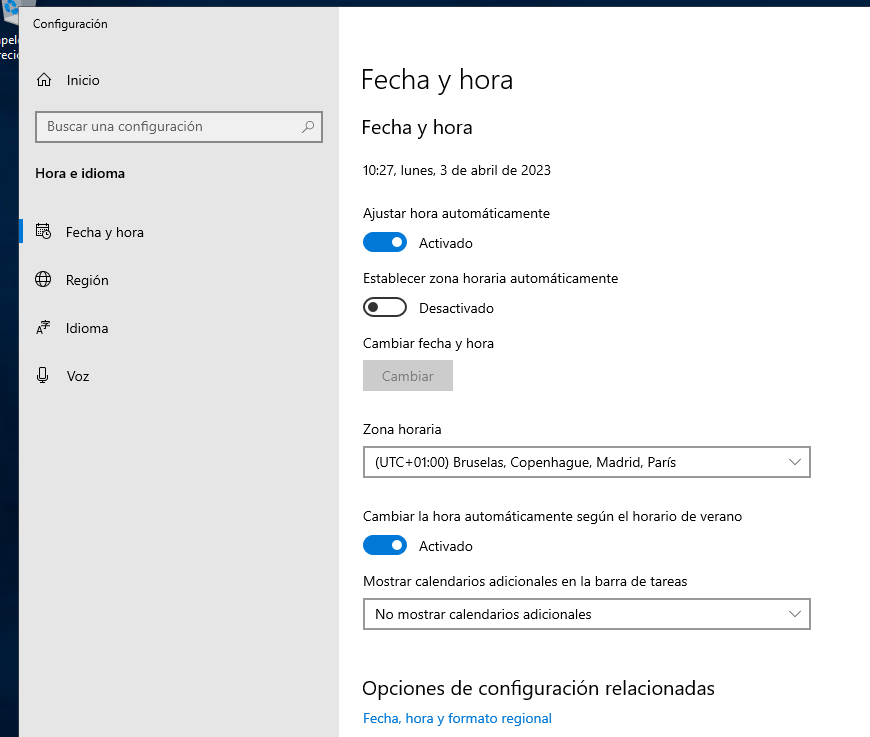 Configuración
Inicio
Buscar una configuración
Hora e idioma
Fecha y hora
Región
Idioma
Voz
Fecha y hora
Fecha y hora
10:27, lunes, 3 de abril de 2023
Ajustar hora automáticamente
Activado
Establecer zona horaria automáticamente
Desactivado
Cambiar fecha y hora
Cambiar
Zona horaria
(UTC+01:00) Bruselas, Copenhague, Madrid, París
Cambiar la hora automáticamente según el horario de verano
Activado
Mostrar calendarios adicionales en la barra de tareas
No mostrar calendarios adicionales
Opciones de configuración relacionadas
Fecha, hora y formato regional